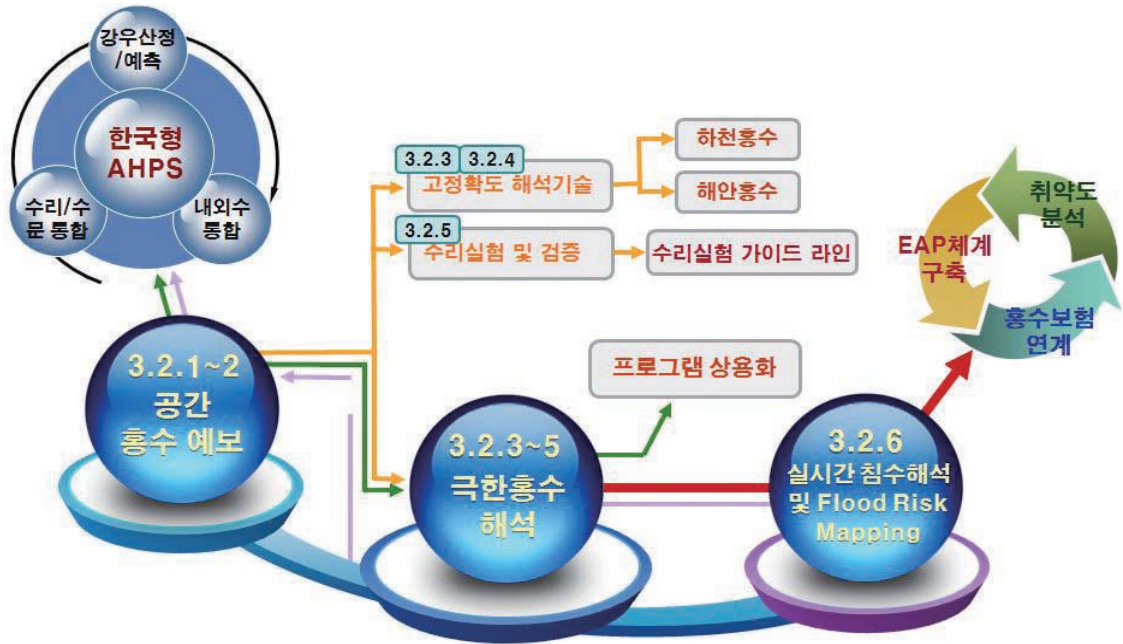 강우산정
/예측
한국형
AHPS
수리/수
문 통합
내외수
통합
3.2.3
3.2.4
고정확도 해석기술
하천홍수
해안홍수
3.2.5
수리실험 및 검증
수리실험 가이드 라인
취약도
분석
EAP체계
구축
홍수보험
연계
프로그램 상용화
3.2.1~2
공간
홍수 예보
3.2.3~5
극한홍수
해석
3.2.6
실시간 침수해석
및 Flood Risk
Mapping